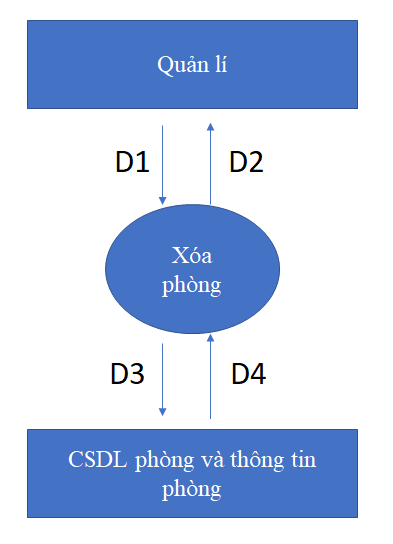 Quản lí
D1
D2
Xóa
phòng
D3
D4
CSDL phòng và thông tin
phòng